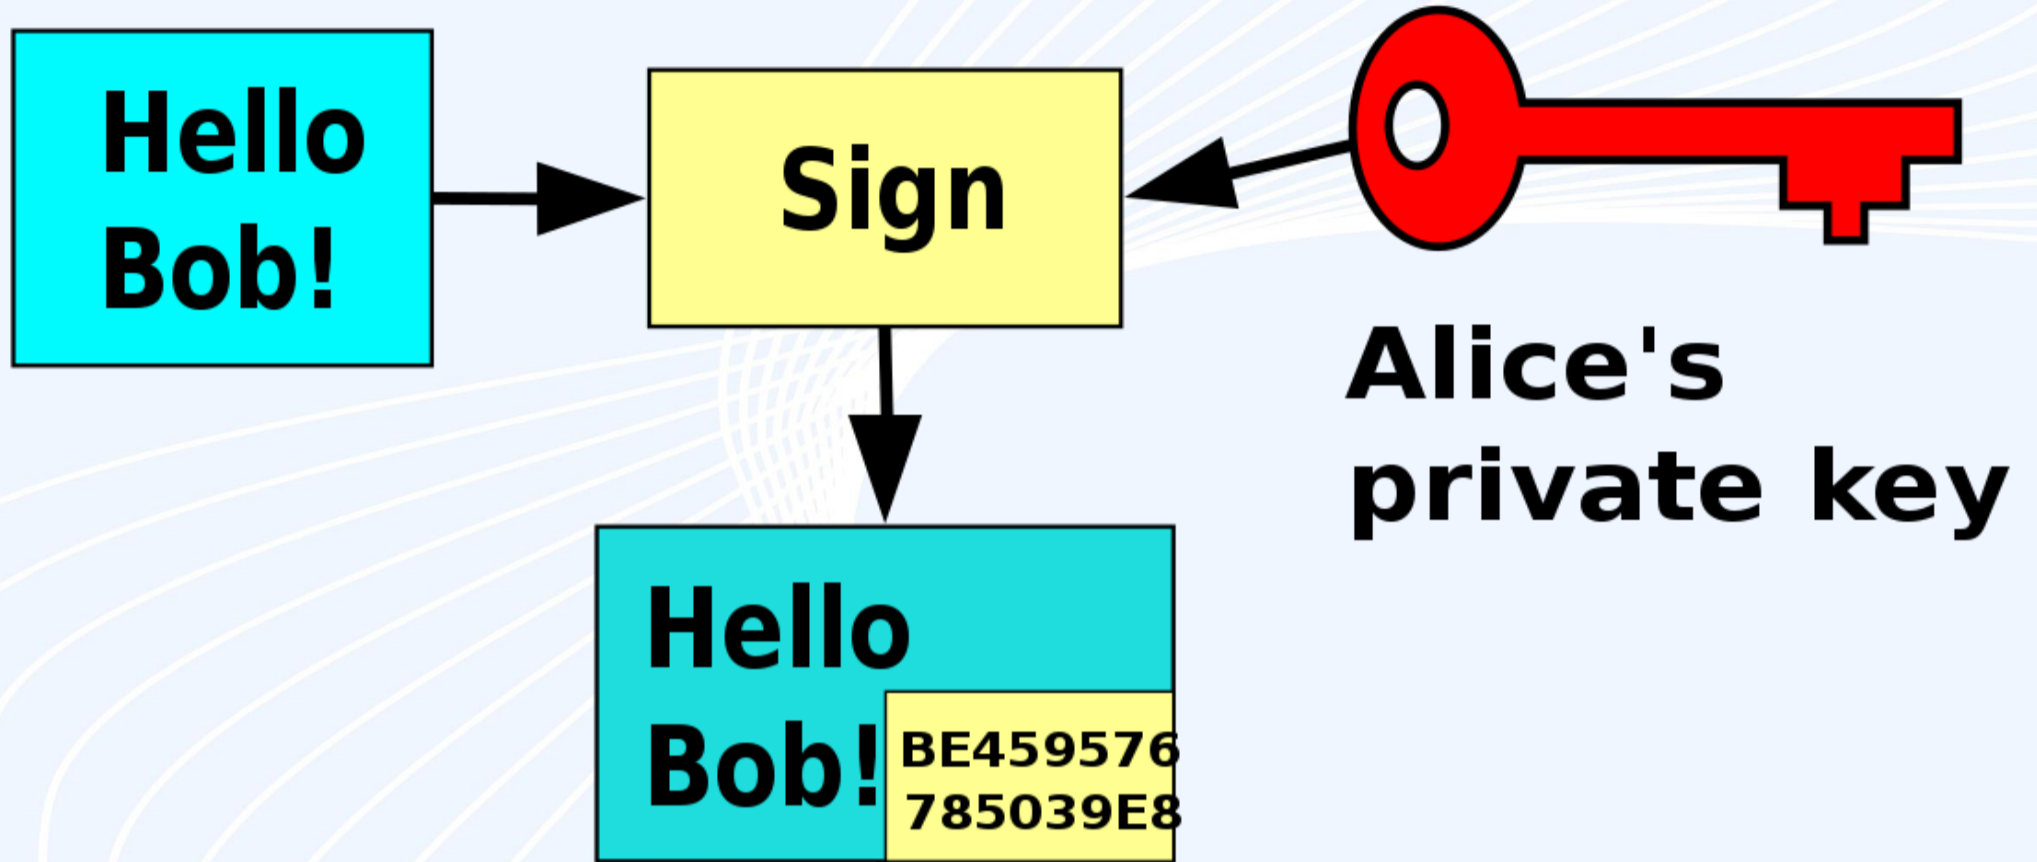 Hello
Bob!
Sign
Alice's
private key
Hello
Bob!
BE459576
785039E8